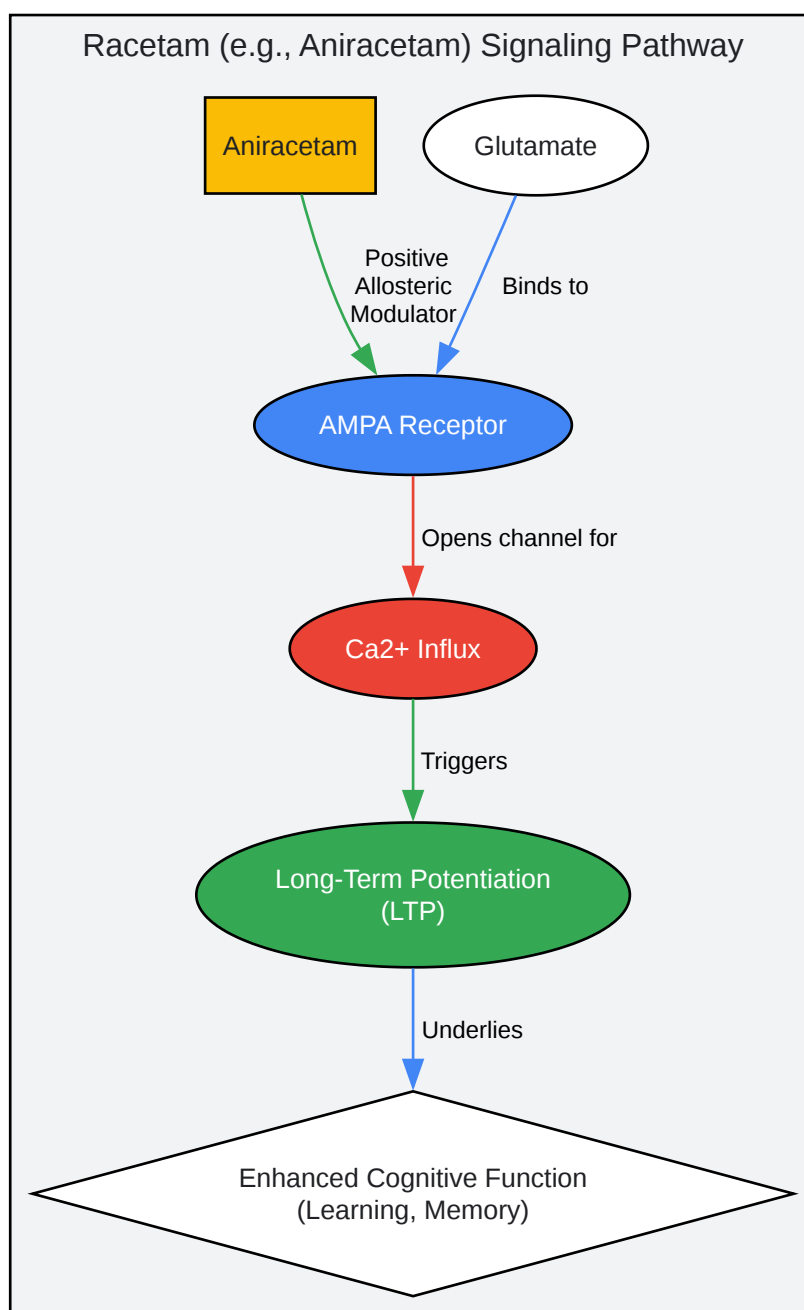 Racetam (e.g., Aniracetam) Signaling Pathway
Aniracetam
Glutamate
Positive
Allosteric
Modulator
Binds to
AMPA Receptor
Opens channel for
Ca2+ Influx
Triggers
Long-Term Potentiation
(LTP)
Underlies
Enhanced Cognitive Function
(Learning, Memory)